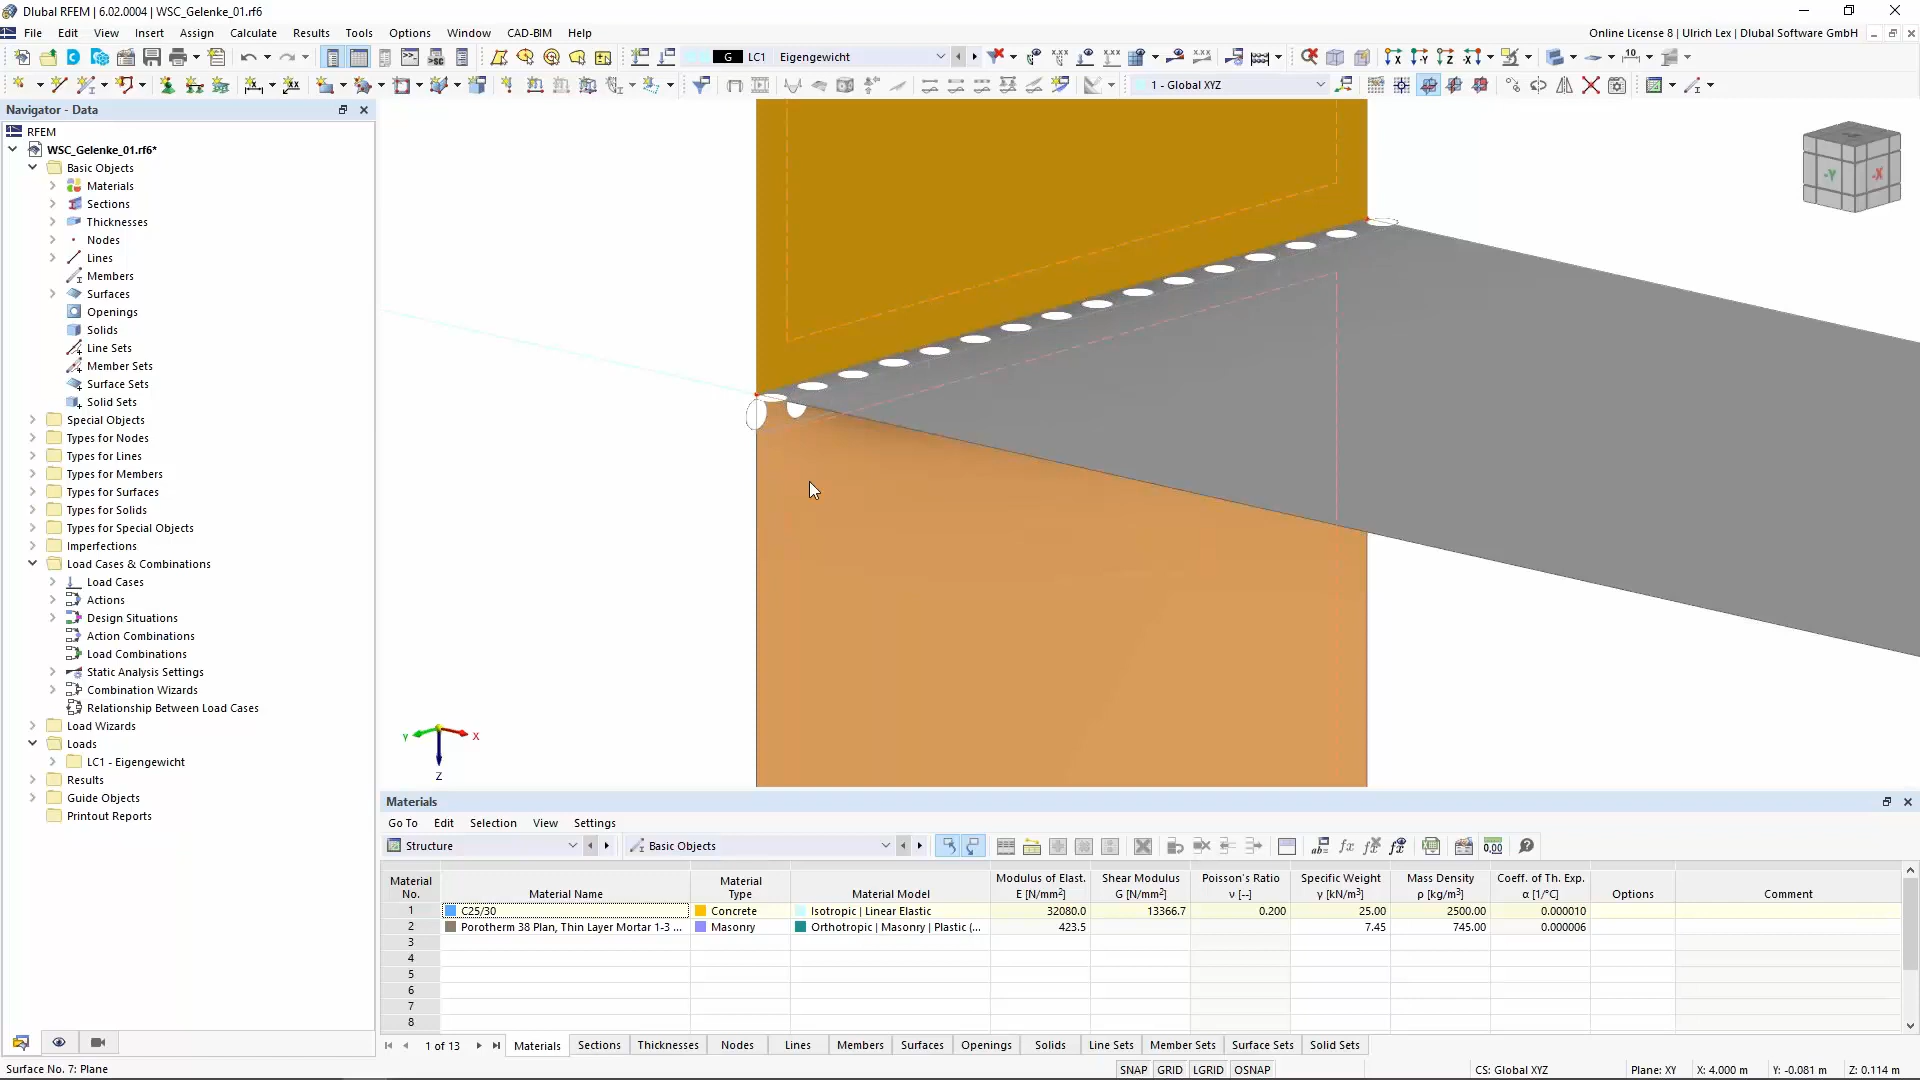 Dlubal RFEM | 6.02.0004 | WSC_Gelenke_01.rf6
File Edit View Insert Assign Calculate Results Tools Options Window CAD-BIM Help
Online License 8 | Ulrich Lex | Dlubal Software GmbH
G LC1 Eigengewicht
1 - Global XYZ
Navigator - Data
RFEM
WSC_Gelenke_01.rf6*
Basic Objects
Materials
Sections
Thicknesses
Nodes
Lines
Members
Surfaces
Openings
Solids
Line Sets
Member Sets
Surface Sets
Solid Sets
Special Objects
Types for Nodes
Types for Lines
Types for Members
Types for Surfaces
Types for Solids
Types for Special Objects
Imperfections
Load Cases & Combinations
Load Cases
Actions
Design Situations
Action Combinations
Load Combinations
Static Analysis Settings
Combination Wizards
Relationship Between Load Cases
Load Wizards
Loads
LC1 - Eigengewicht
Results
Guide Objects
Printout Reports
-Y -X
Y X
Z
Materials
Go To Edit Selection View Settings
Structure Basic Objects
Material No. Material Name Material Type Material Model Modulus of Elast. E [N/mm²] Shear Modulus G [N/mm²] Poisson's Ratio ν [--] Specific Weight γ [kN/m³] Mass Density ρ [kg/m³] Coeff. of Th. Exp. α [1/°C] Options Comment
1 C25/30 Concrete Isotropic | Linear Elastic 32080.0 13366.7 0.200 25.00 2500.00 0.000010
2 Porotherm 38 Plan, Thin Layer Mortar 1-3 ... Masonry Orthotropic | Masonry | Plastic (... 423.5 7.45 745.00 0.000006
3
4
5
6
7
8
1 of 13 Materials Sections Thicknesses Nodes Lines Members Surfaces Openings Solids Line Sets Member Sets Surface Sets Solid Sets
Surface No. 7: Plane
SNAP GRID LGRID OSNAP CS: Global XYZ Plane: XY X: 4.000 m Y: -0.081 m Z: 0.114 m